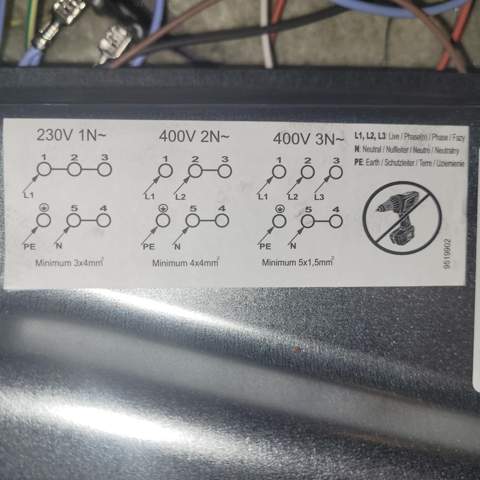 230V 1N~
400V 2N~
400V 3N~
L1, L2, L3 Live / Phase(n) / Phase / Fazy
N: Neutral / Nulleiter / Neutre / Neutralny
PE: Earth / Schutzleiter / Terre / Uziemienie
1 2 3
1 2 3
1 2 3
L1
L1 L2
L1 L2 L3
5 4
5 4
5 4
PE N
PE N
PE N
Minimum 3x4mm²
Minimum 4x4mm²
Minimum 5x1,5mm²
9519902